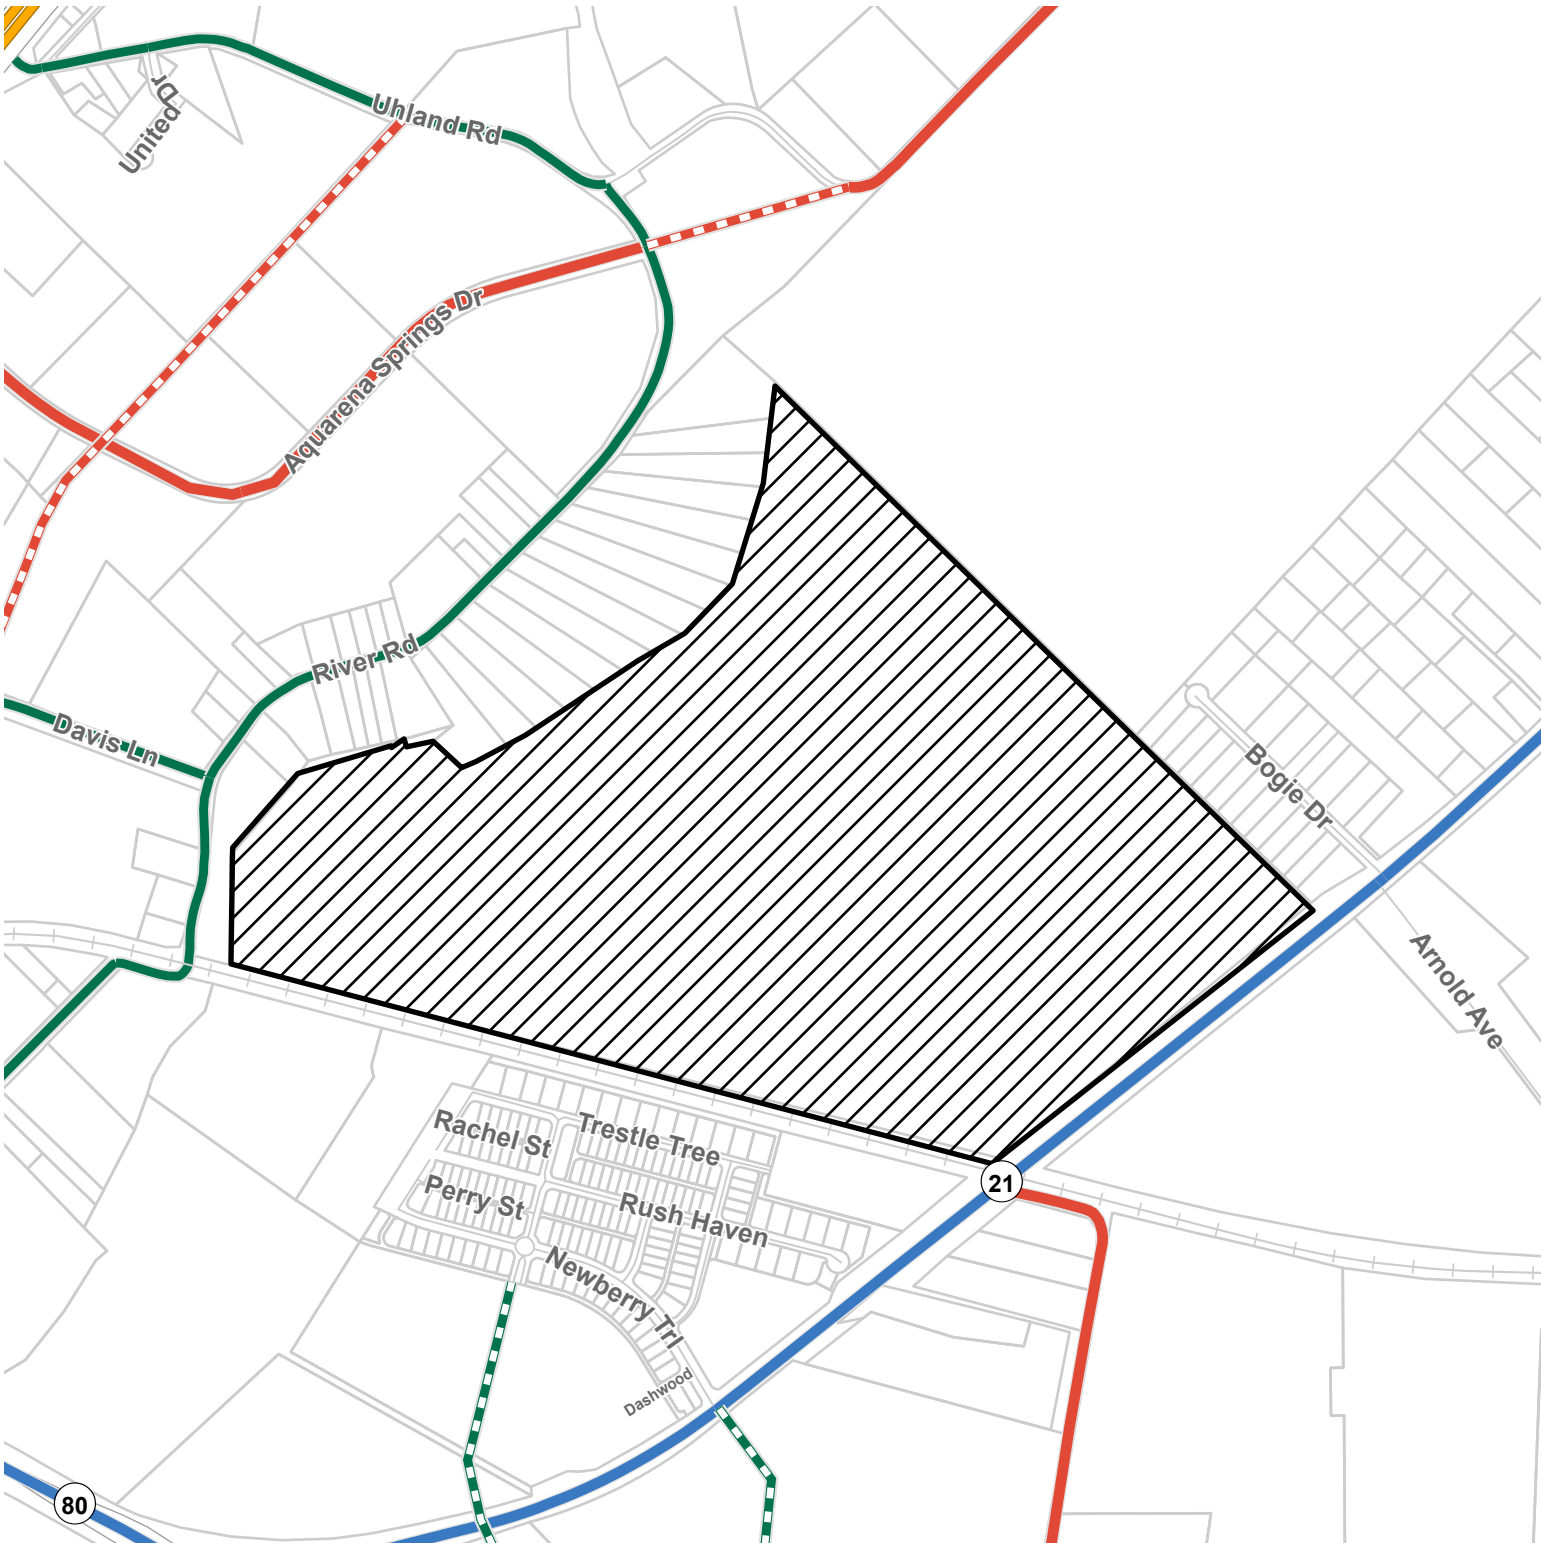 United Dr
Uhland Rd
Aquarena Springs Dr
River Rd
Davis Ln
Bogie Dr
Arnold Ave
Rachel St
Trestle Tree
Perry St
Rush Haven
21
Newberry Trl
Dashwood
80